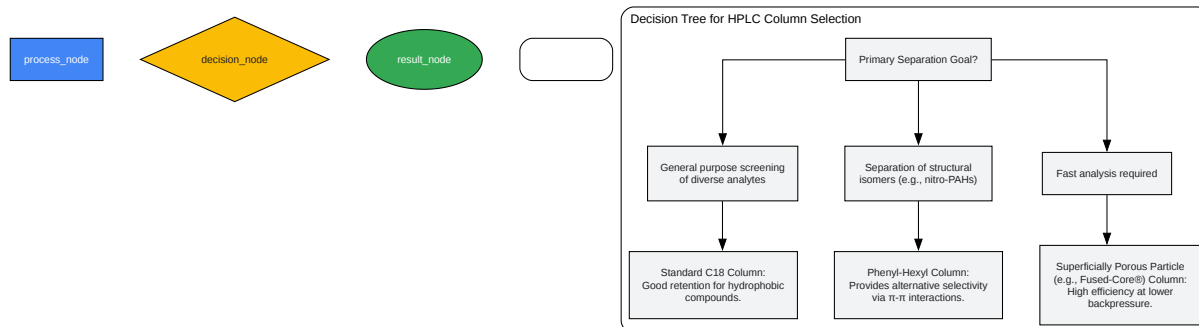 process_node
decision_node
result_node
Decision Tree for HPLC Column Selection
Primary Separation Goal?
General purpose screening
of diverse analytes
Separation of structural
isomers (e.g., nitro-PAHs)
Fast analysis required
Standard C18 Column:
Good retention for hydrophobic
compounds.
Phenyl-Hexyl Column:
Provides alternative selectivity
via π-π interactions.
Superficially Porous Particle
(e.g., Fused-Core®) Column:
High efficiency at lower
backpressure.